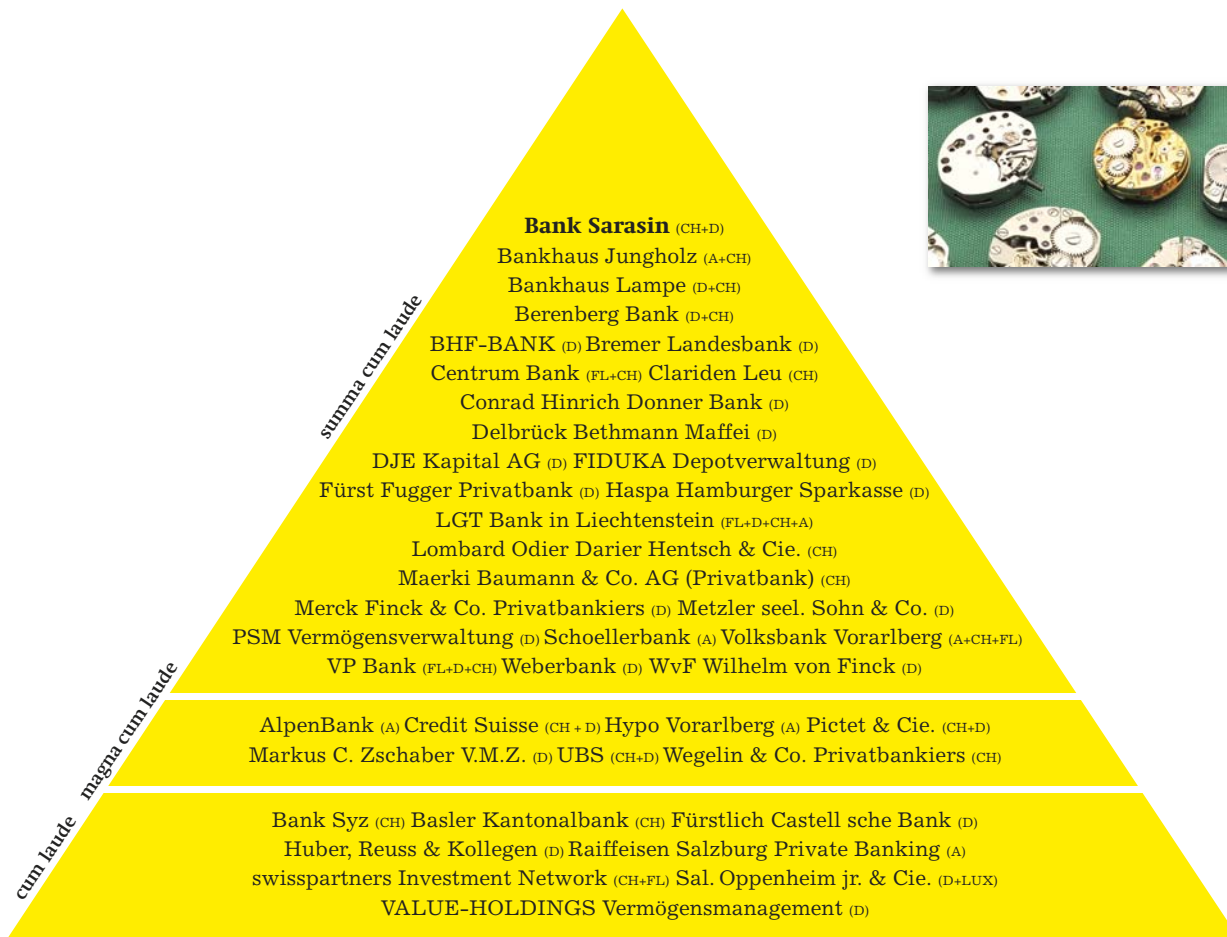 Bank Sarasin (CH+D)
Bankhaus Jungholz (A+CH)
Bankhaus Lampe (D+CH)
Berenberg Bank (D+CH)
BHF-BANK (D) Bremer Landesbank (D)
Centrum Bank (FL+CH) Clariden Leu (CH)
Conrad Hinrich Donner Bank (D)
Delbrück Bethmann Maffei (D)
DJE Kapital AG (D) FIDUKA Depotverwaltung (D)
Fürst Fugger Privatbank (D) Haspa Hamburger Sparkasse (D)
LGT Bank in Liechtenstein (FL+D+CH+A)
Lombard Odier Darier Hentsch & Cie. (CH)
Maerki Baumann & Co. AG (Privatbank) (CH)
Merck Finck & Co. Privatbankiers (D) Metzler seel. Sohn & Co. (D)
PSM Vermögensverwaltung (D) Schoellerbank (A) Volksbank Vorarlberg (A+CH+FL)
VP Bank (FL+D+CH) Weberbank (D) WvF Wilhelm von Finck (D)
summa cum laude
AlpenBank (A) Credit Suisse (CH + D) Hypo Vorarlberg (A) Pictet & Cie. (CH+D)
Markus C. Zschaber V.M.Z. (D) UBS (CH+D) Wegelin & Co. Privatbankiers (CH)
magna cum laude
Bank Syz (CH) Basler Kantonalbank (CH) Fürstlich Castell sche Bank (D)
Huber, Reuss & Kollegen (D) Raiffeisen Salzburg Private Banking (A)
swisspartners Investment Network (CH+FL) Sal. Oppenheim jr. & Cie. (D+LUX)
VALUE-HOLDINGS Vermögensmanagement (D)
cum laude